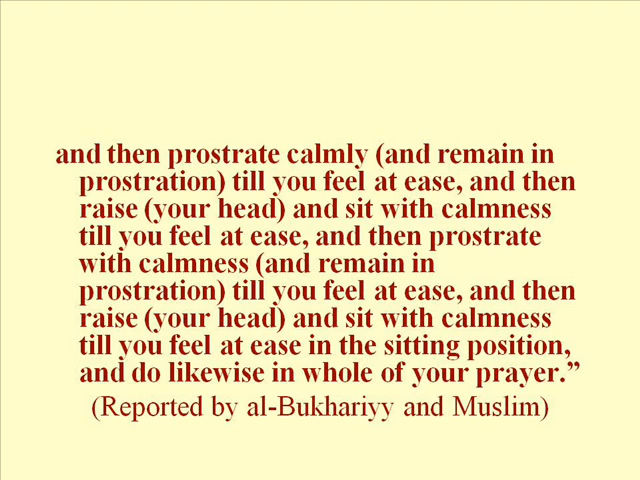 and then prostrate calmly (and remain in
prostration) till you feel at ease, and then
raise (your head) and sit with calmness
till you feel at ease, and then prostrate
with calmness (and remain in
prostration) till you feel at ease, and then
raise (your head) and sit with calmness
till you feel at ease in the sitting position,
and do likewise in whole of your prayer.”
(Reported by al-Bukhariyy and Muslim)